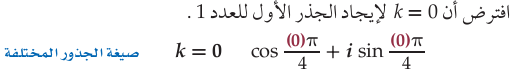 افترض أن k = 0 لإيجاد الجذر الأول للعدد 1 .
صيغة الجذور المختلفة k = 0 cos (0)π/4 + i sin (0)π/4